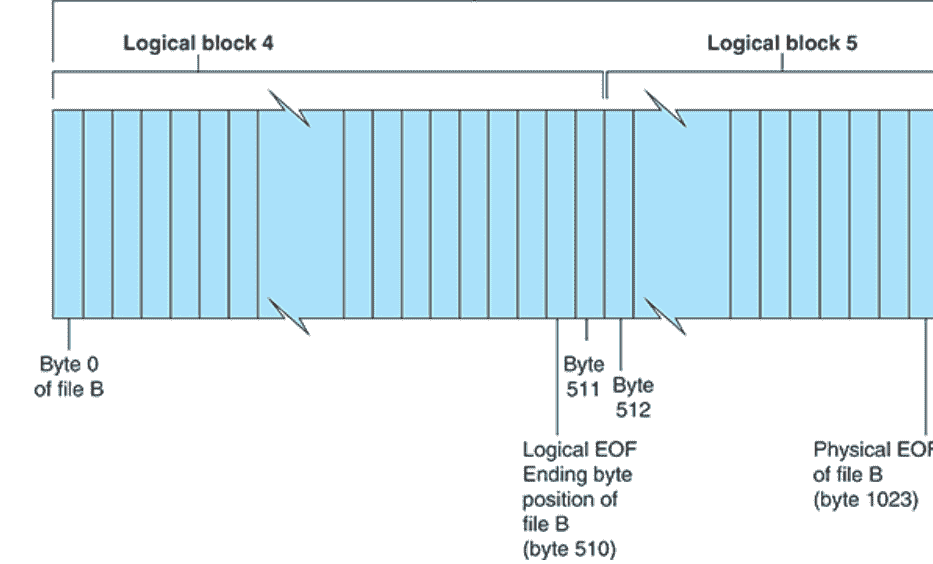 Logical block 4
Logical block 5
Byte 0
of file B
Byte
511
Byte
512
Logical EOF
Ending byte
position of
file B
(byte 510)
Physical EOF
of file B
(byte 1023)